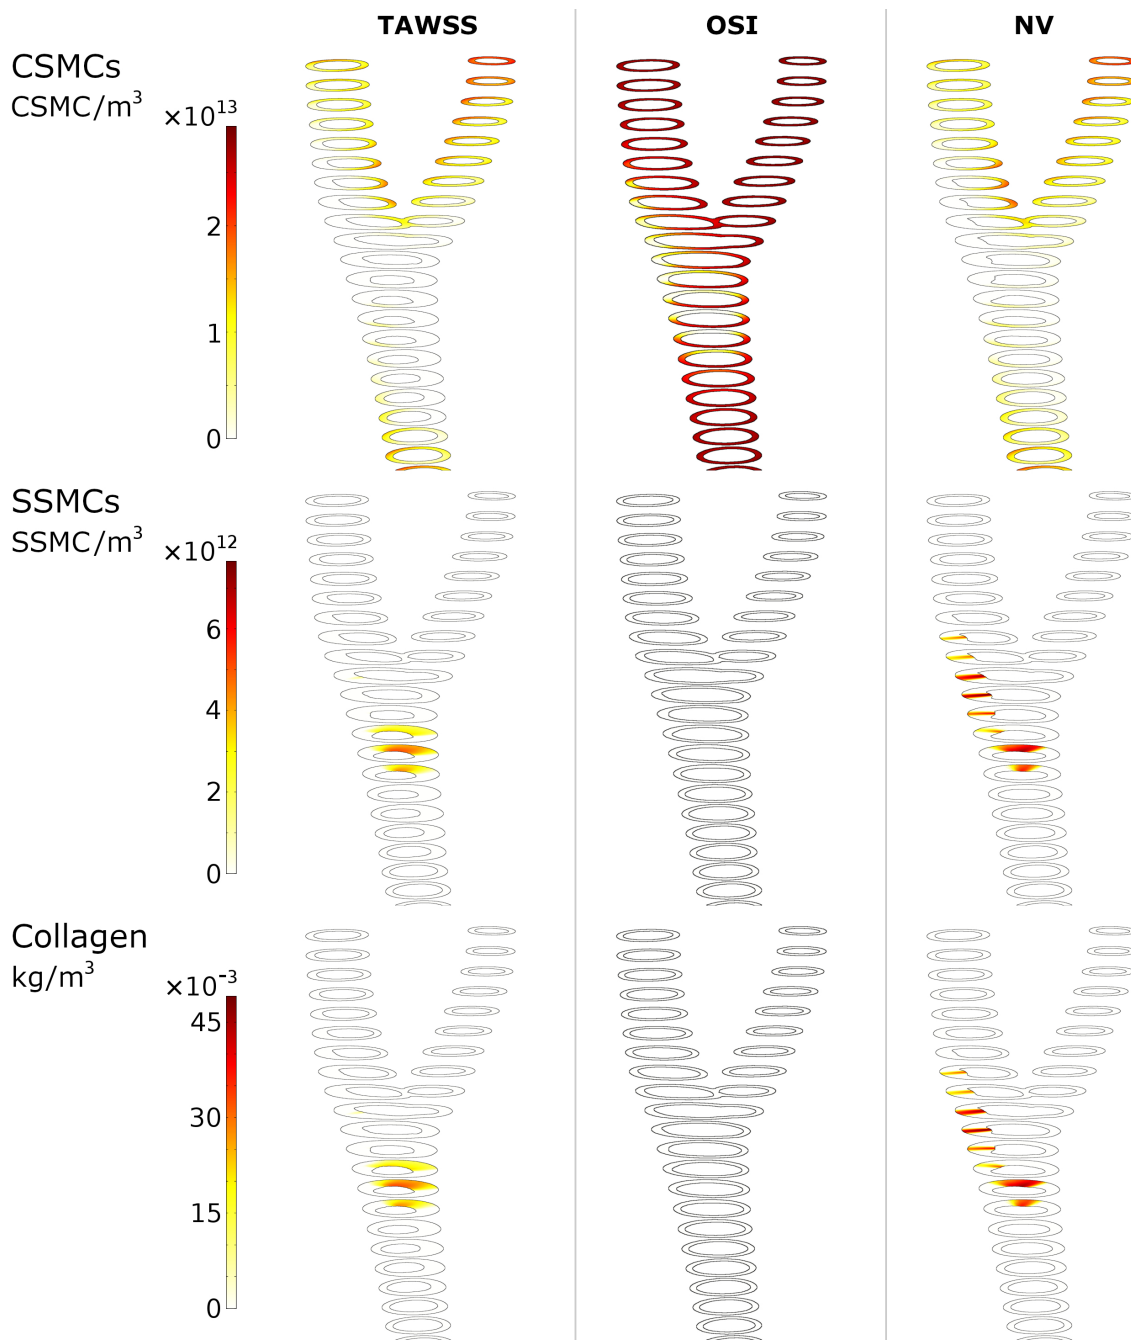 TAWSS OSI NV
CSMCs
CSMC/m³
×10¹³
2
1
0
SSMCs
SSMC/m³
×10¹²
6
4
2
0
Collagen
kg/m³
×10⁻³
45
30
15
0